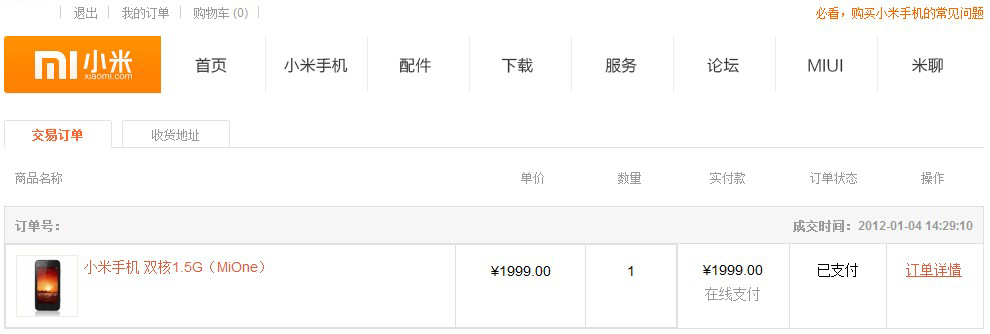 退出 我的订单 购物车 (0) 必看，购买小米手机的常见问题
MI 小米 xiaomi.com 首页 小米手机 配件 下载 服务 论坛 MIUI 米聊
交易订单 收货地址
商品名称 单价 数量 实付款 订单状态 操作
订单号： 成交时间：2012-01-04 14:29:10
小米手机 双核1.5G（MiOne） ¥1999.00 1 ¥1999.00 已支付 订单详情
在线支付